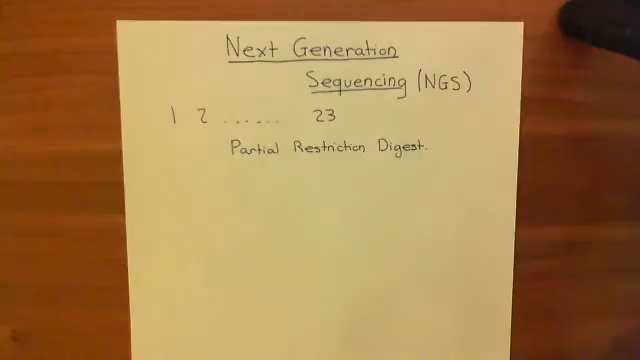 Next Generation
Sequencing (NGS)
1 2 ...... 23
Partial Restriction Digest.